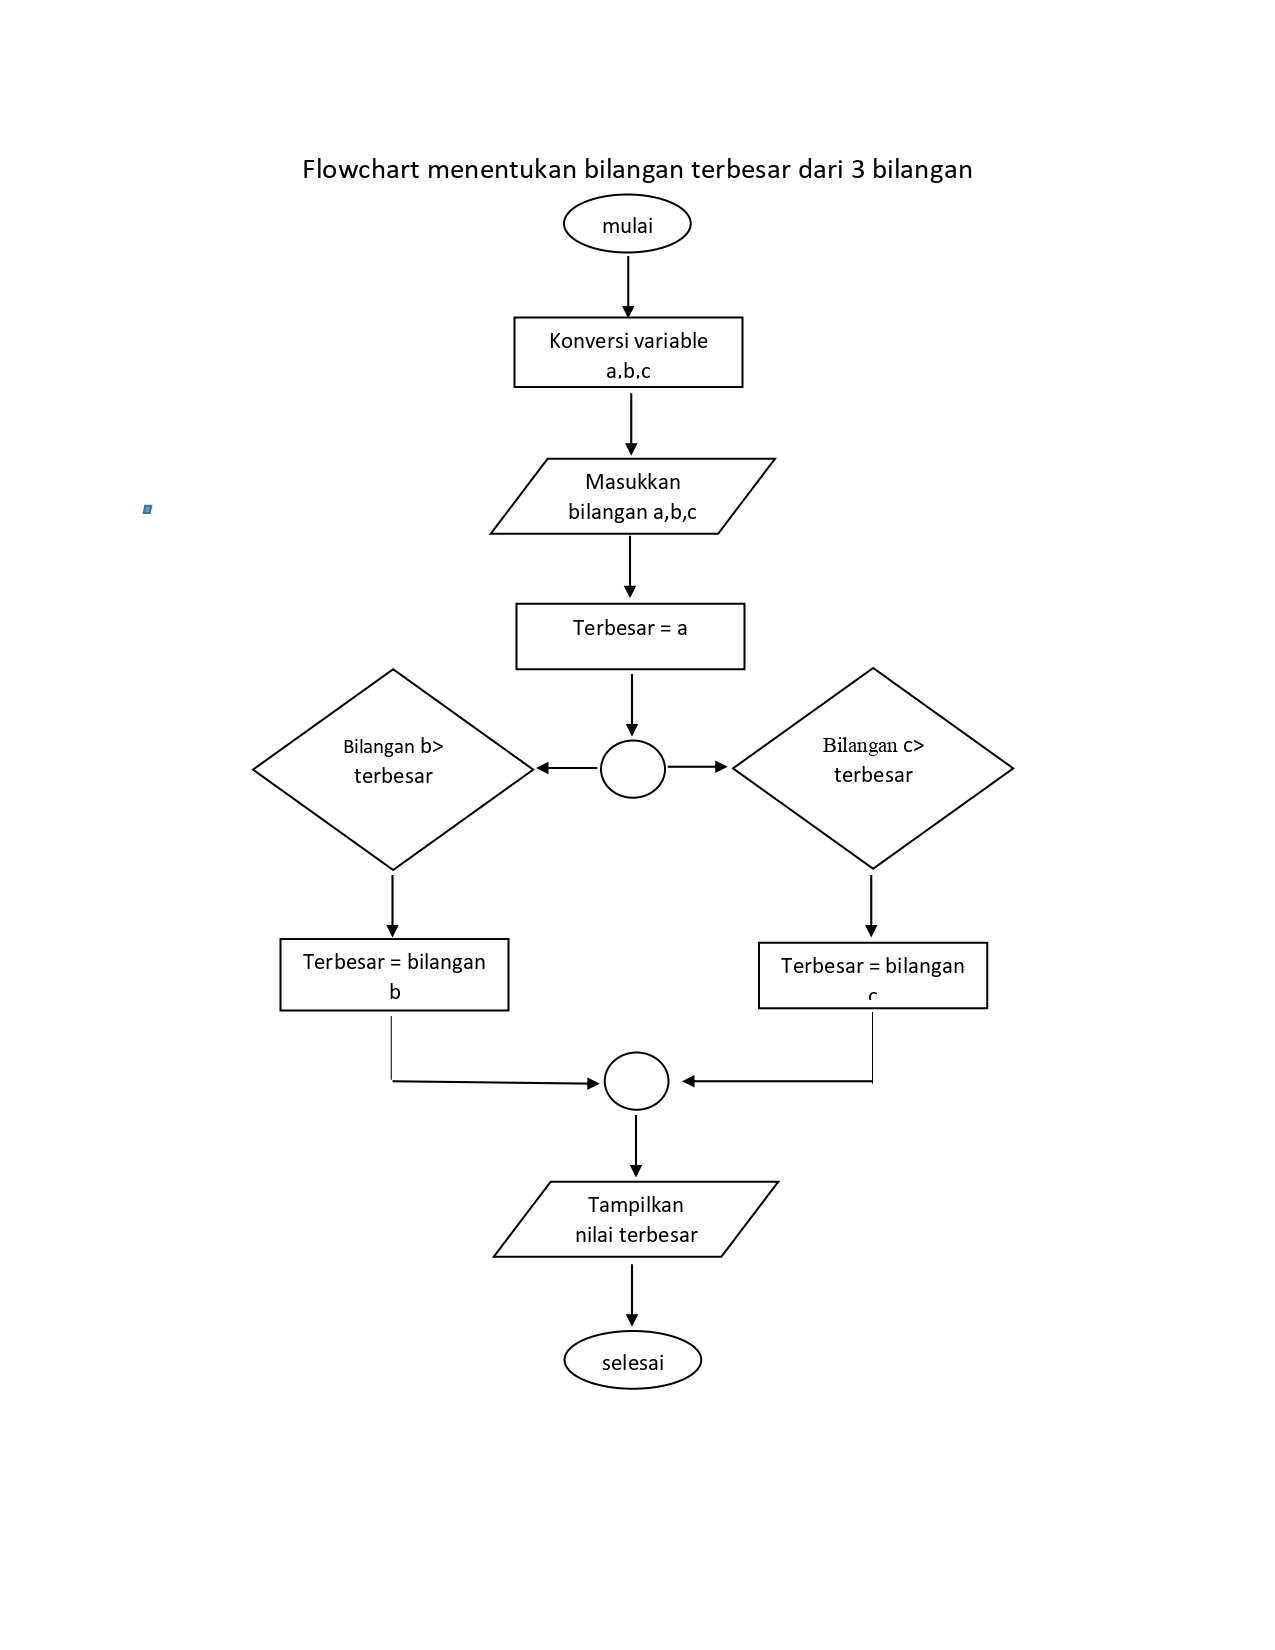 Flowchart menentukan bilangan terbesar dari 3 bilangan
mulai
Konversi variable
a,b,c
Masukkan
bilangan a,b,c
Terbesar = a
Bilangan b>
terbesar
Bilangan c>
terbesar
Terbesar = bilangan
b
Terbesar = bilangan
c
Tampilkan
nilai terbesar
selesai